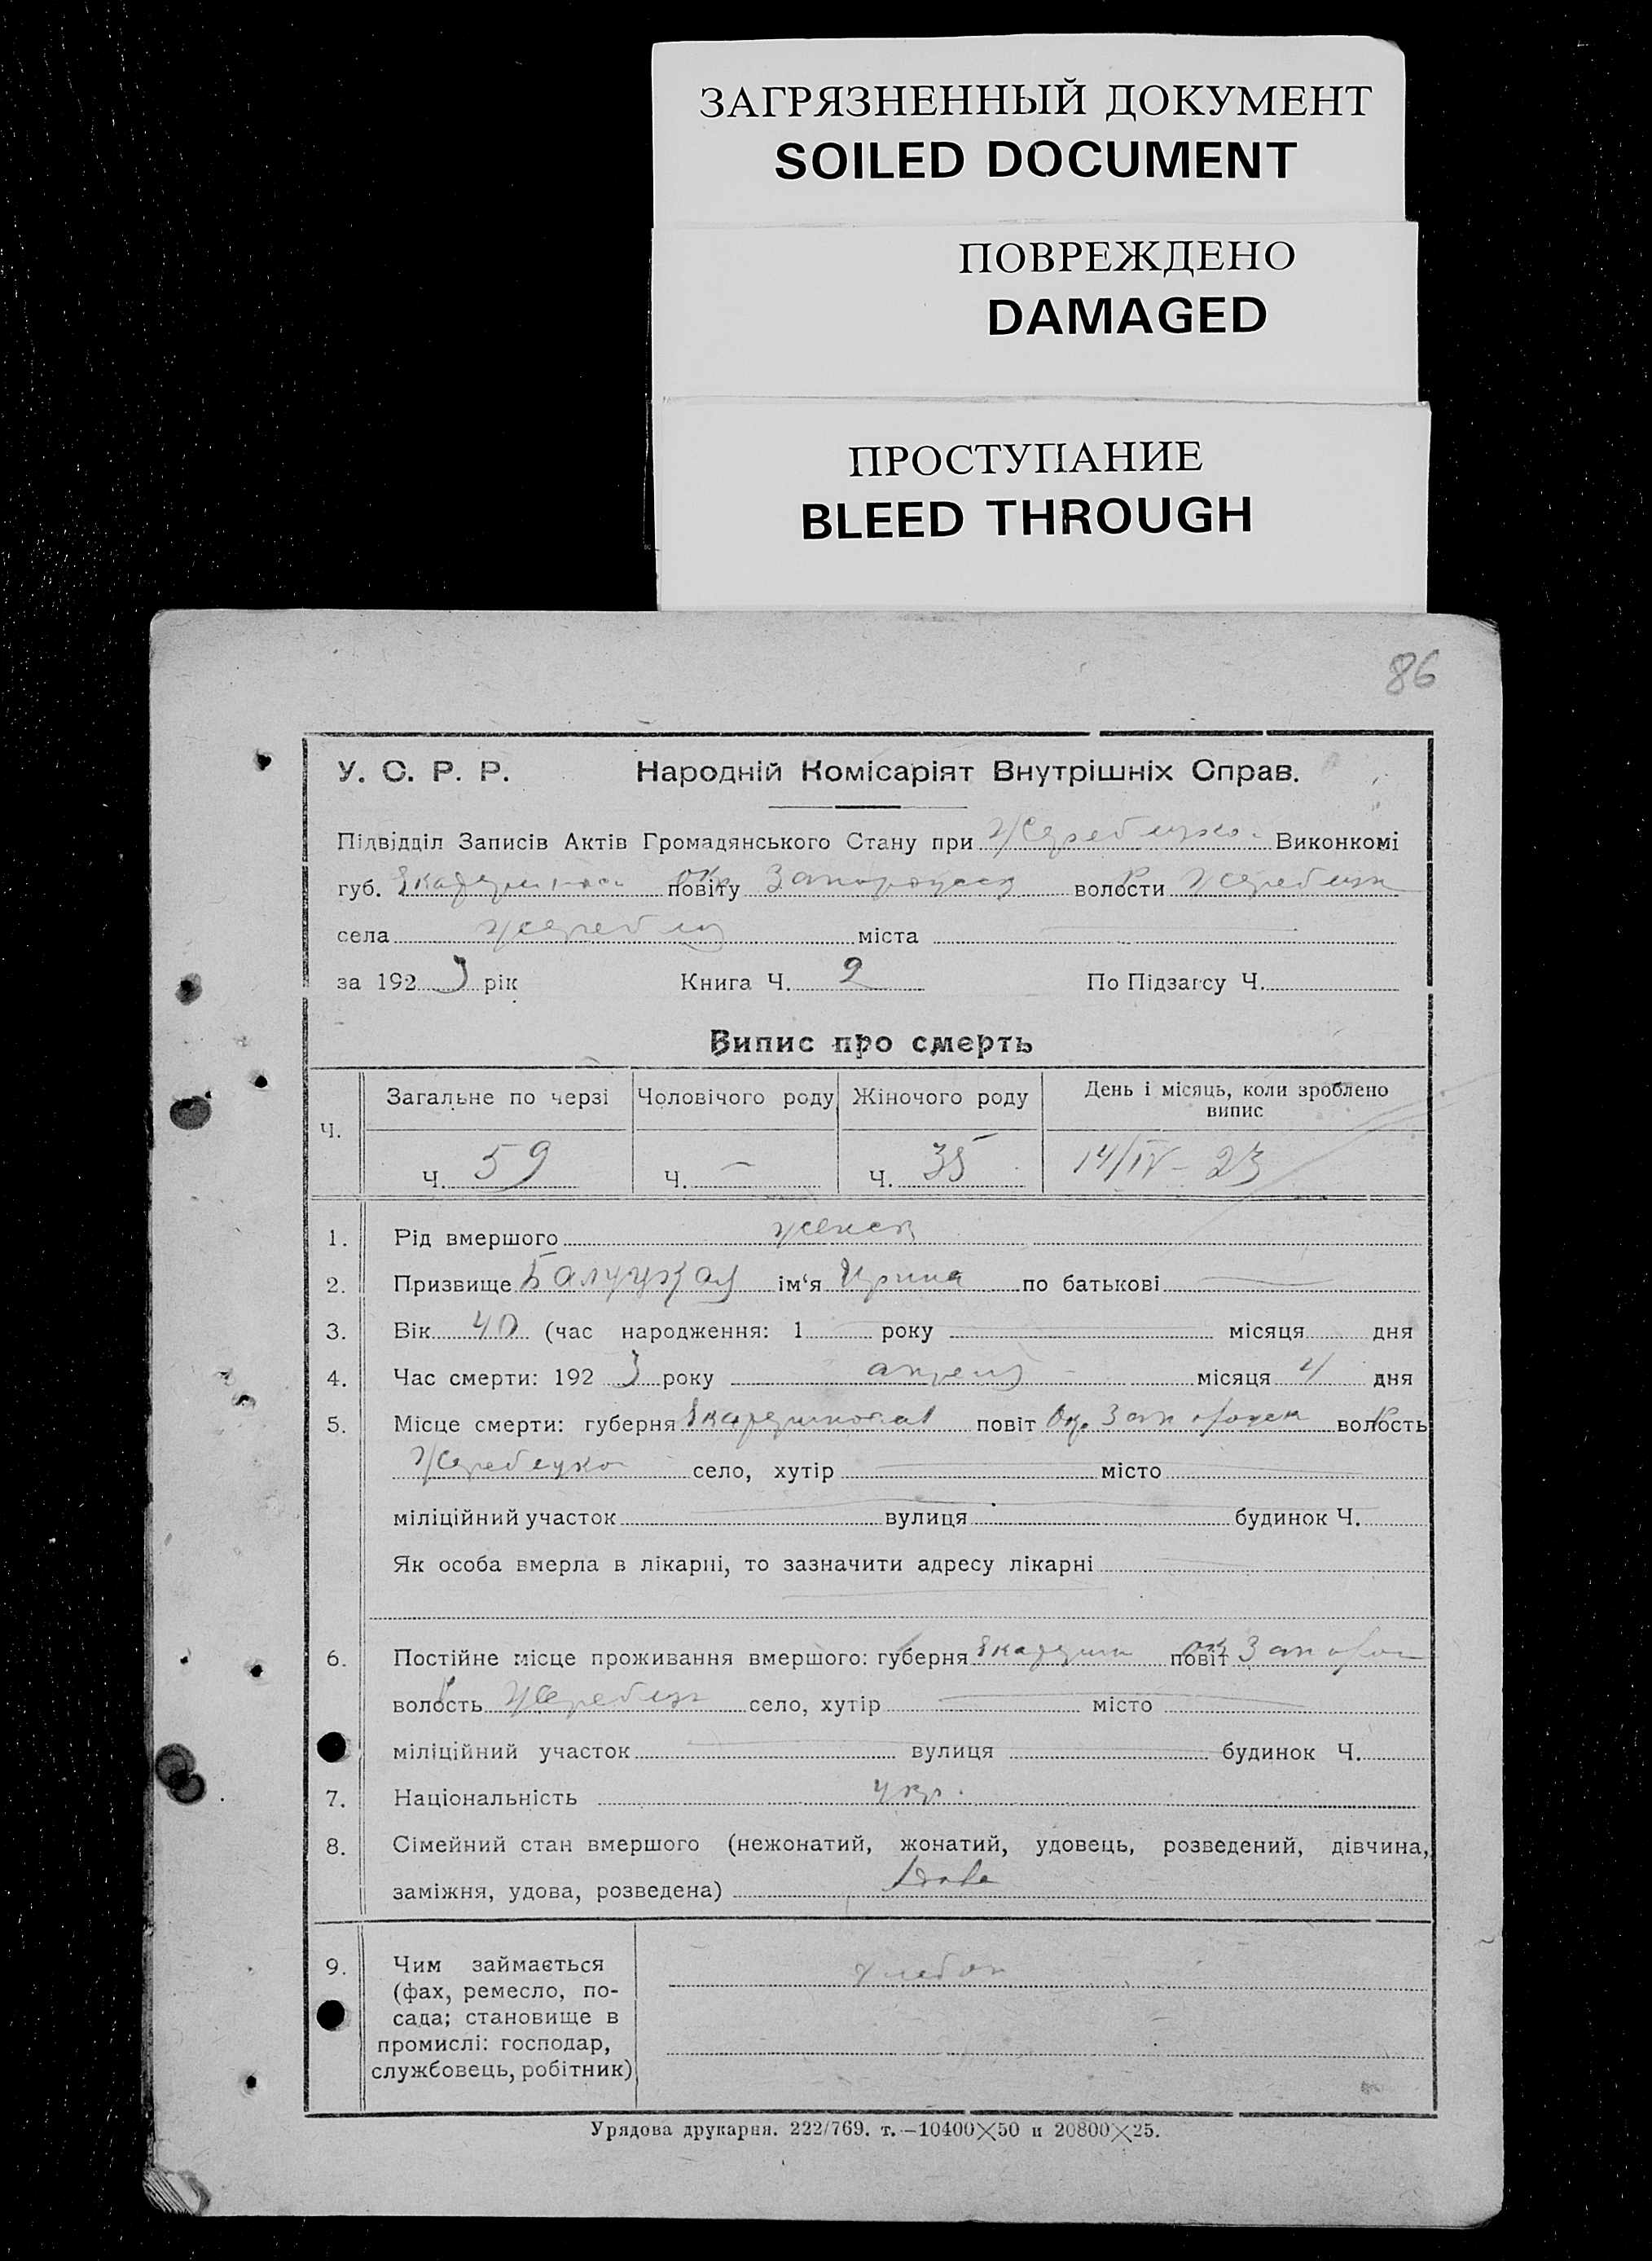 ЗАГРЯЗНЕННЫЙ ДОКУМЕНТ
SOILED DOCUMENT
ПОВРЕЖДЕНО
DAMAGED
ПРОСТУПАНИЕ
BLEED THROUGH
86
У. С. Р. Р. Народній Комісаріят Внутрішніх Справ.
Підвідділ Записів Актів Громадянського Стану при Виконкомі
губ. повіту волости
села міста
за 192 3 рік Книга Ч. 2 По Підзагсу Ч.
Випис про смерть
Ч. Загальне по черзі Чоловічого роду Жіночого роду День і місяць, коли зроблено випис
Ч. 59 Ч. — Ч. 35 14/IV - 23
1. Рід вмершого женск
2. Призвище ім‘я Ирина по батькові
3. Вік 40 (час народження: 1 року місяця дня
4. Час смерти: 192 3 року апреля місяця 4 дня
5. Місце смерти: губерня повіт Ок. волость
село, хутір місто
міліційний участок вулиця будинок Ч.
Як особа вмерла в лікарні, то зазначити адресу лікарні
6. Постійне місце проживання вмершого: губерня повіт
волость село, хутір місто
міліційний участок вулиця будинок Ч.
7. Національність укр.
8. Сімейний стан вмершого (нежонатий, жонатий, удовець, розведений, дівчина,
заміжня, удова, розведена) вдова
9. Чим займається
(фах, ремесло, по-
сада; становище в
промислі: господар,
службовець, робітник)
Урядова друкарня. 222/769. т.—10400×50 и 20800×25.